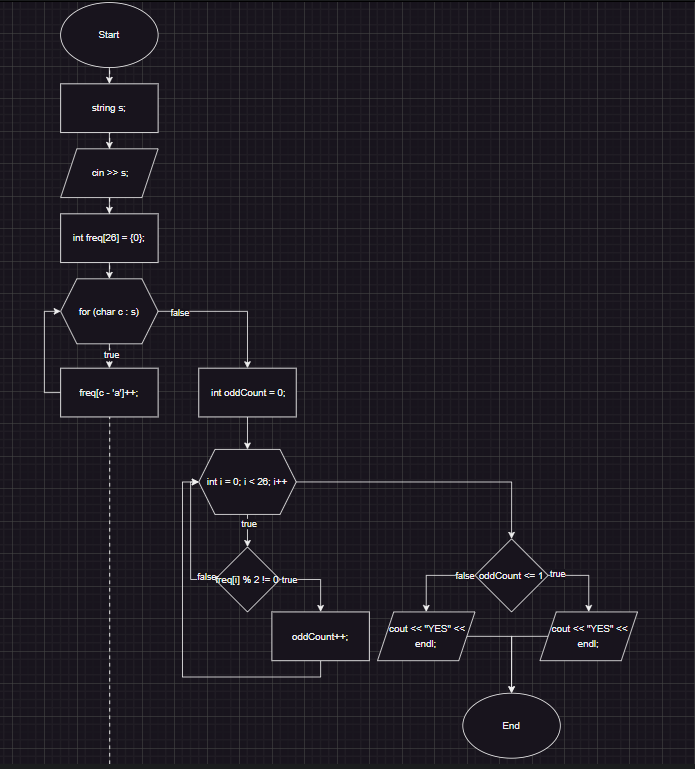 Start
string s;
cin >> s;
int freq[26] = {0};
for (char c : s)
false
true
freq[c - 'a']++;
int oddCount = 0;
int i = 0; i < 26; i++
true
false
freq[i] % 2 != 0
true
oddCount++;
false
oddCount <= 1
true
cout << "YES" <<
endl;
cout << "YES" <<
endl;
End